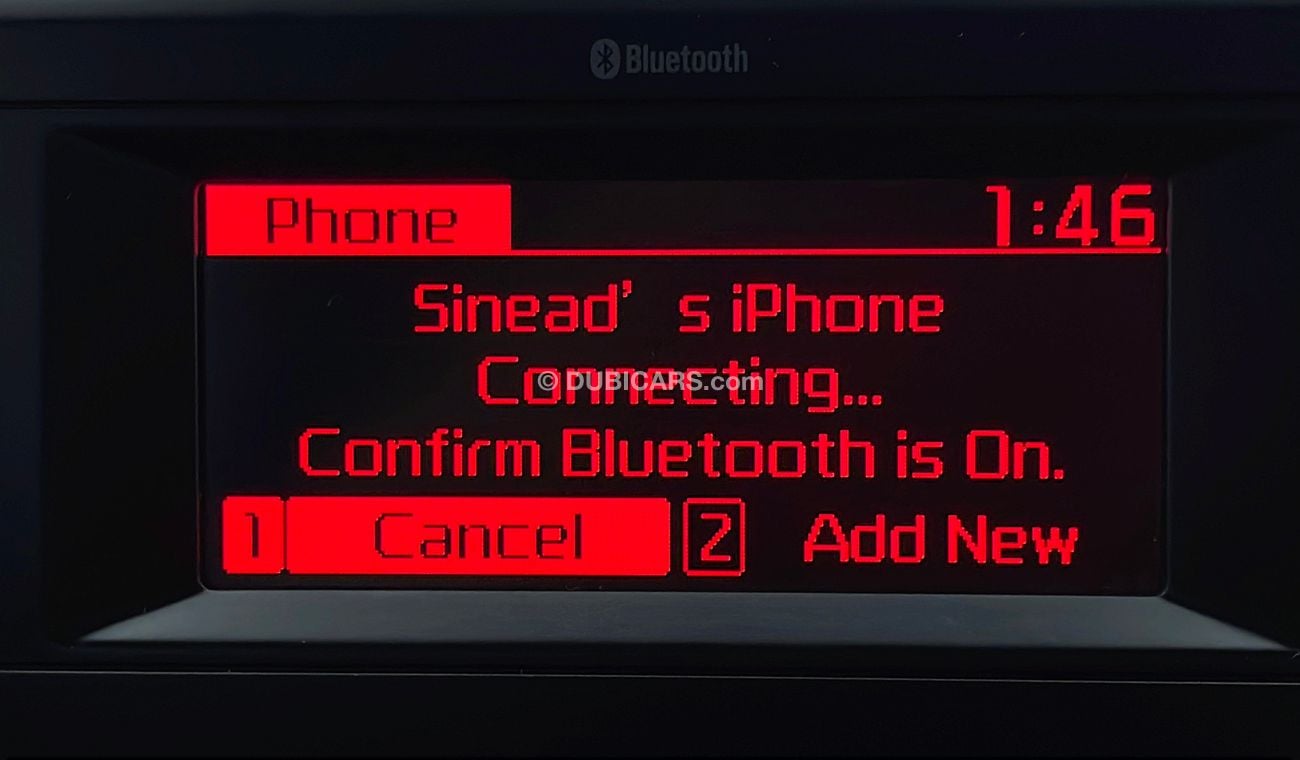 Bluetooth
Phone 1:46
Sinead's iPhone
Connecting...
© DUBICARS.com
Confirm Bluetooth is On.
1 Cancel 2 Add New